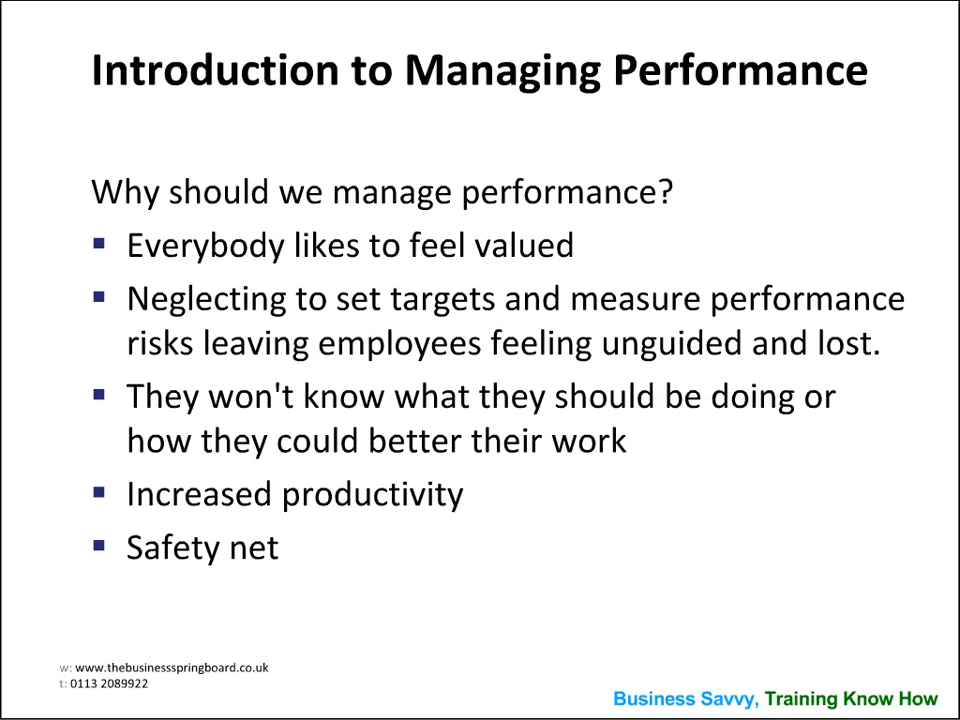 Introduction to Managing Performance
Why should we manage performance?
▪ Everybody likes to feel valued
▪ Neglecting to set targets and measure performance
risks leaving employees feeling unguided and lost.
▪ They won't know what they should be doing or
how they could better their work
▪ Increased productivity
▪ Safety net
w: www.thebusinessspringboard.co.uk
t: 0113 2089922
Business Savvy, Training Know How